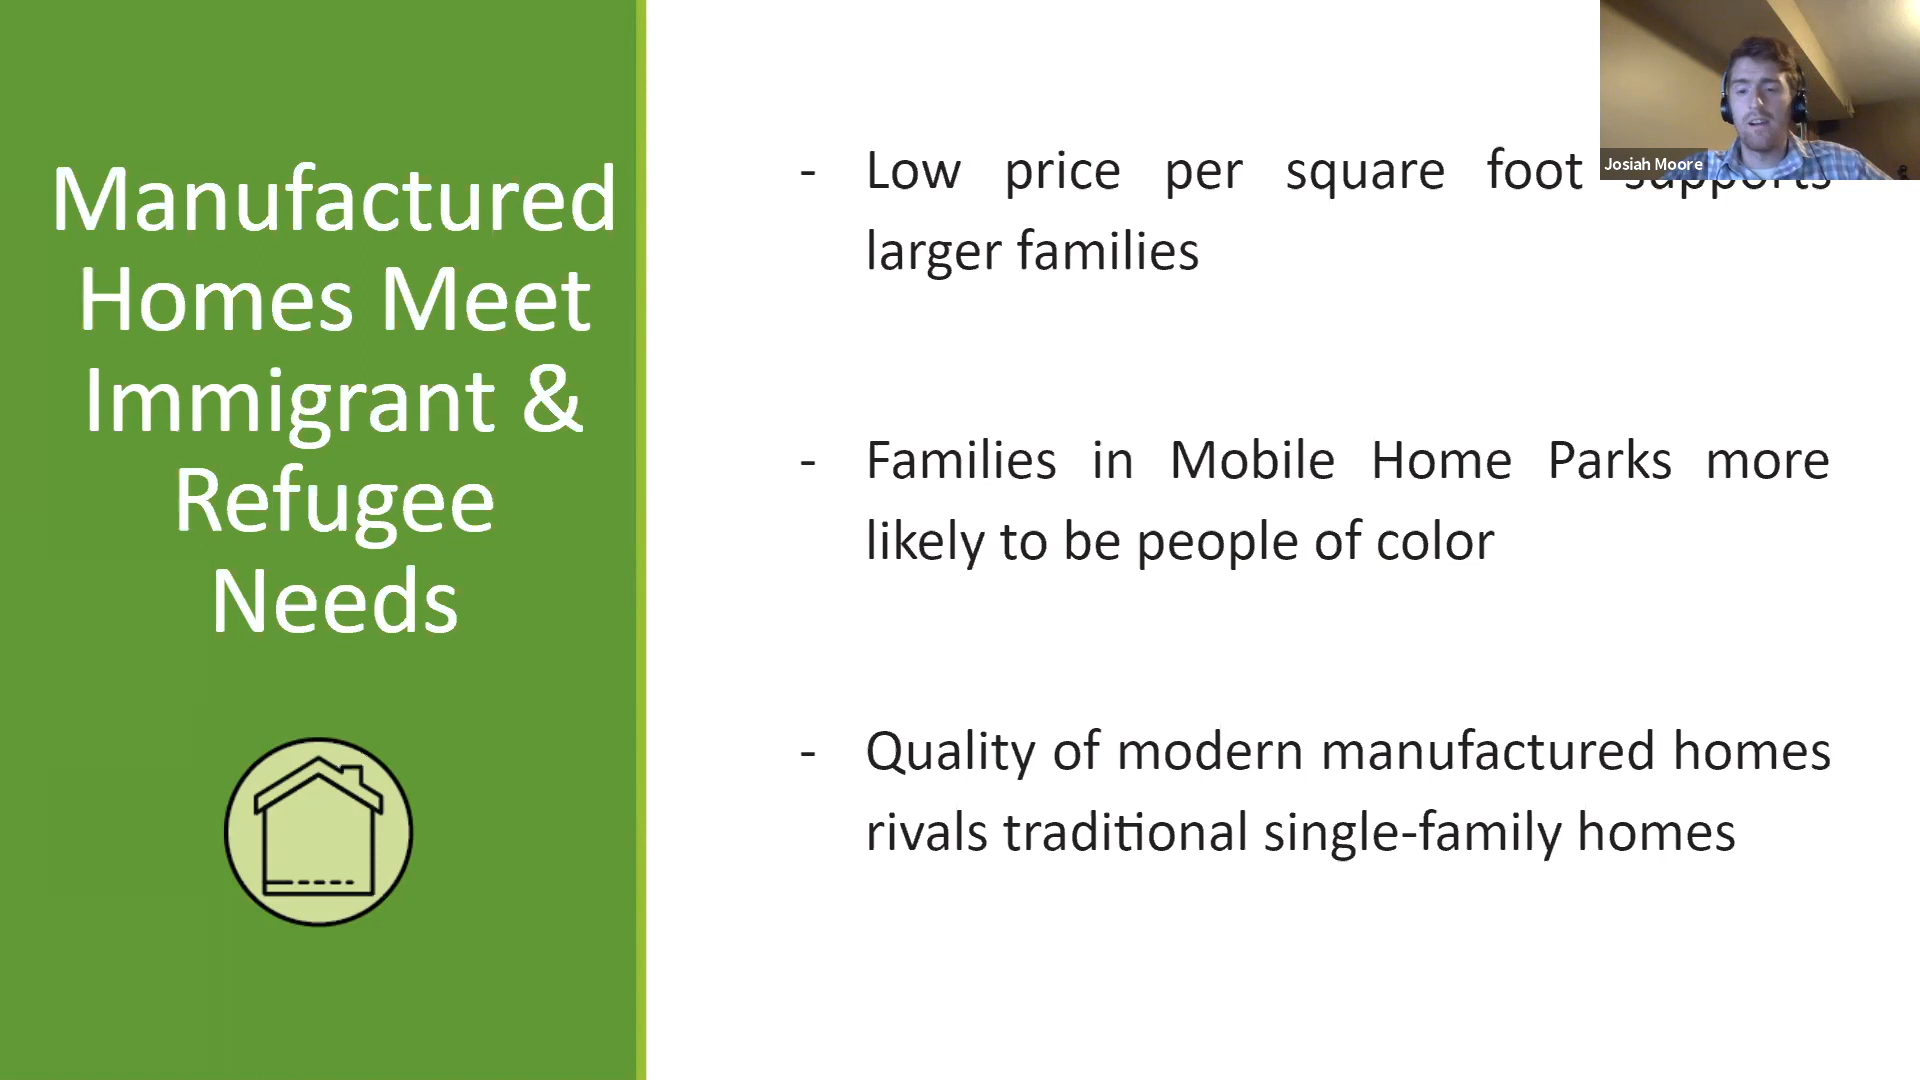 Manufactured
Homes Meet
Immigrant &
Refugee
Needs
- Low price per square foot supports
larger families
- Families in Mobile Home Parks more
likely to be people of color
- Quality of modern manufactured homes
rivals traditional single-family homes
Josiah Moore